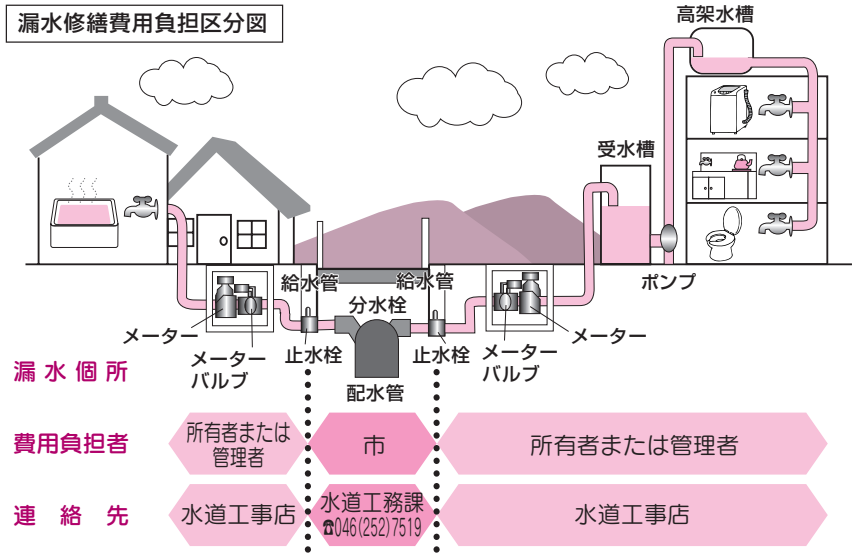 漏水修繕費用負担区分図
高架水槽
受水槽
ポンプ
給水管
給水管
分水栓
メーター
メーター
バルブ
止水栓
配水管
止水栓
メーター
バルブ
メーター
漏水個所
費用負担者
所有者または
管理者
市
所有者または管理者
連絡先
水道工事店
水道工務課
☎046(252)7519
水道工事店